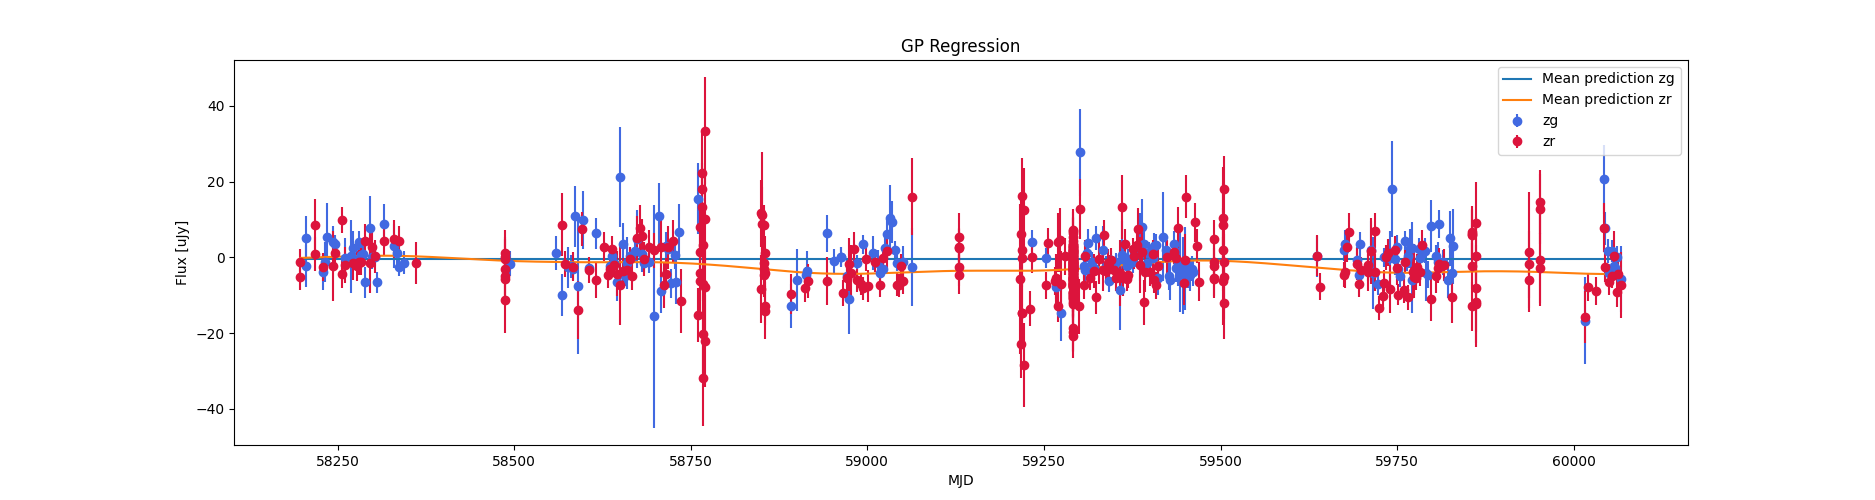 GP Regression
Flux [uJy]
40
20
0
−20
−40
Mean prediction zg
Mean prediction zr
zg
zr
58250
58500
58750
59000
59250
59500
59750
60000
MJD